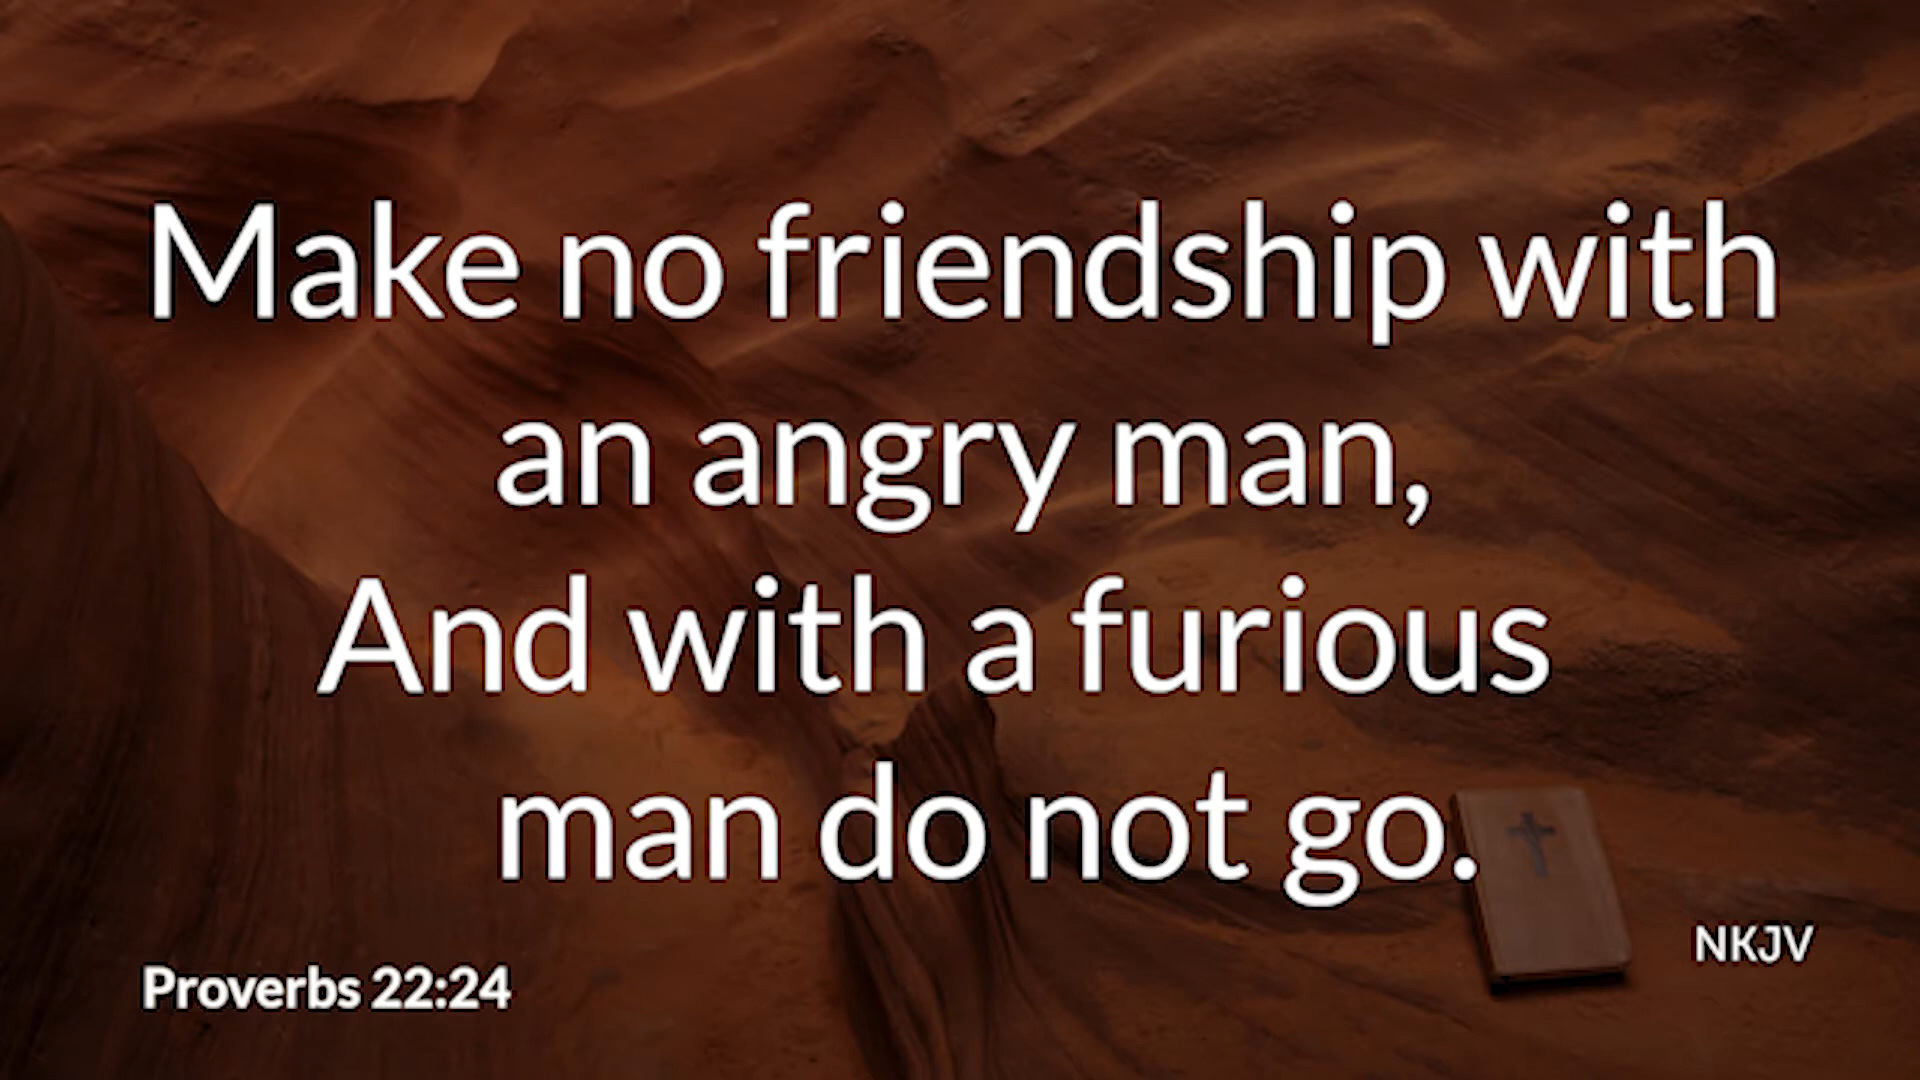 Make no friendship with
an angry man,
And with a furious
man do not go.
NKJV
Proverbs 22:24